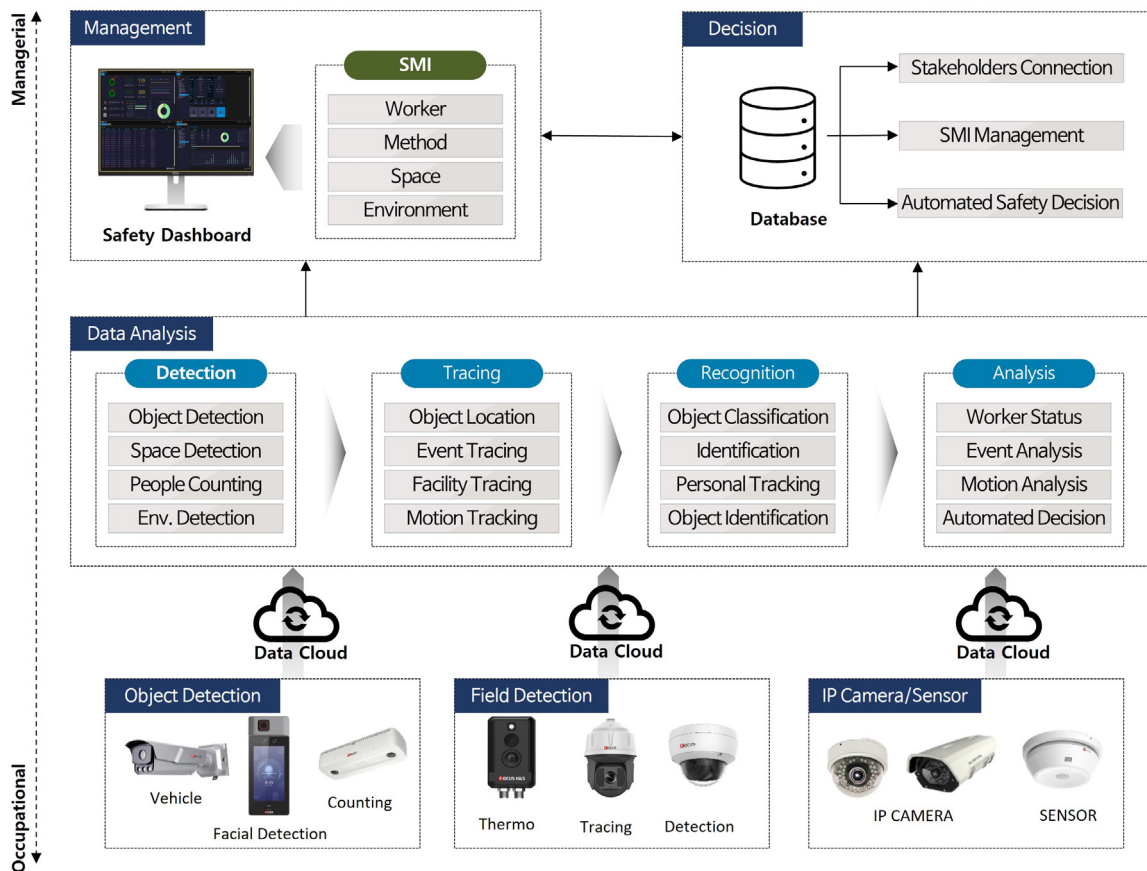 Managerial
Management
SMI
Worker
Method
Space
Environment
Safety Dashboard
Decision
Database
Stakeholders Connection
SMI Management
Automated Safety Decision
Data Analysis
Detection
Object Detection
Space Detection
People Counting
Env. Detection
Tracing
Object Location
Event Tracing
Facility Tracing
Motion Tracking
Recognition
Object Classification
Identification
Personal Tracking
Object Identification
Analysis
Worker Status
Event Analysis
Motion Analysis
Automated Decision
Data Cloud
Data Cloud
Data Cloud
Object Detection
Vehicle
Facial Detection
Counting
Field Detection
FOCUS H&S
Thermo
Tracing
Detection
IP Camera/Sensor
IP CAMERA
SENSOR
Occupational